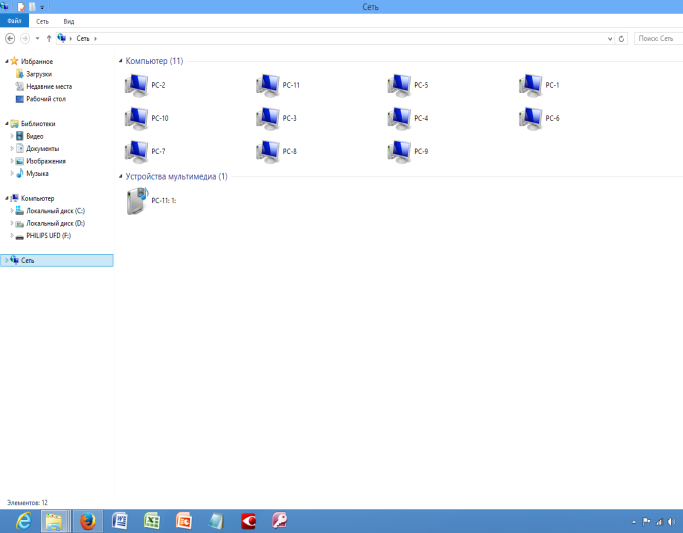 Сеть
Файл Сеть Вид
Сеть
Поиск: Сеть
Избранное
Загрузки
Недавние места
Рабочий стол
Библиотеки
Видео
Документы
Изображения
Музыка
Компьютер
Локальный диск (C:)
Локальный диск (D:)
PHILIPS UFD (F:)
Сеть
Компьютер (11)
PC-2 PC-11 PC-5 PC-1
PC-10 PC-3 PC-4 PC-6
PC-7 PC-8 PC-9
Устройства мультимедиа (1)
PC-11: 1:
Элементов: 12